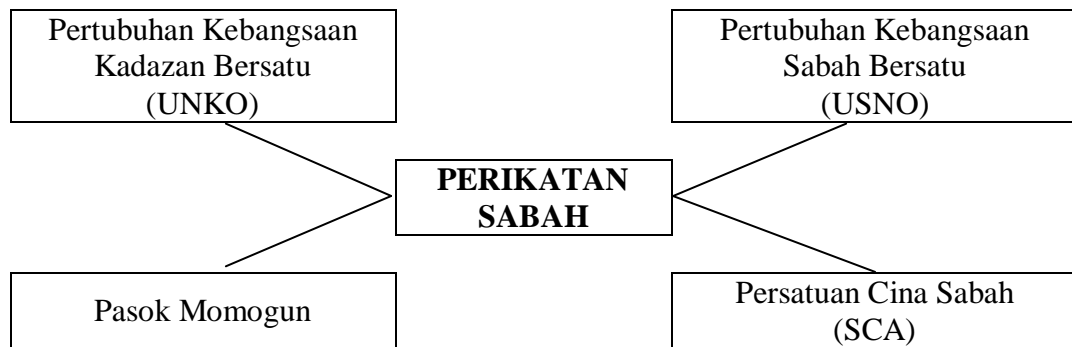 Pertubuhan Kebangsaan
Kadazan Bersatu
(UNKO)
Pertubuhan Kebangsaan
Sabah Bersatu
(USNO)
PERIKATAN
SABAH
Pasok Momogun
Persatuan Cina Sabah
(SCA)